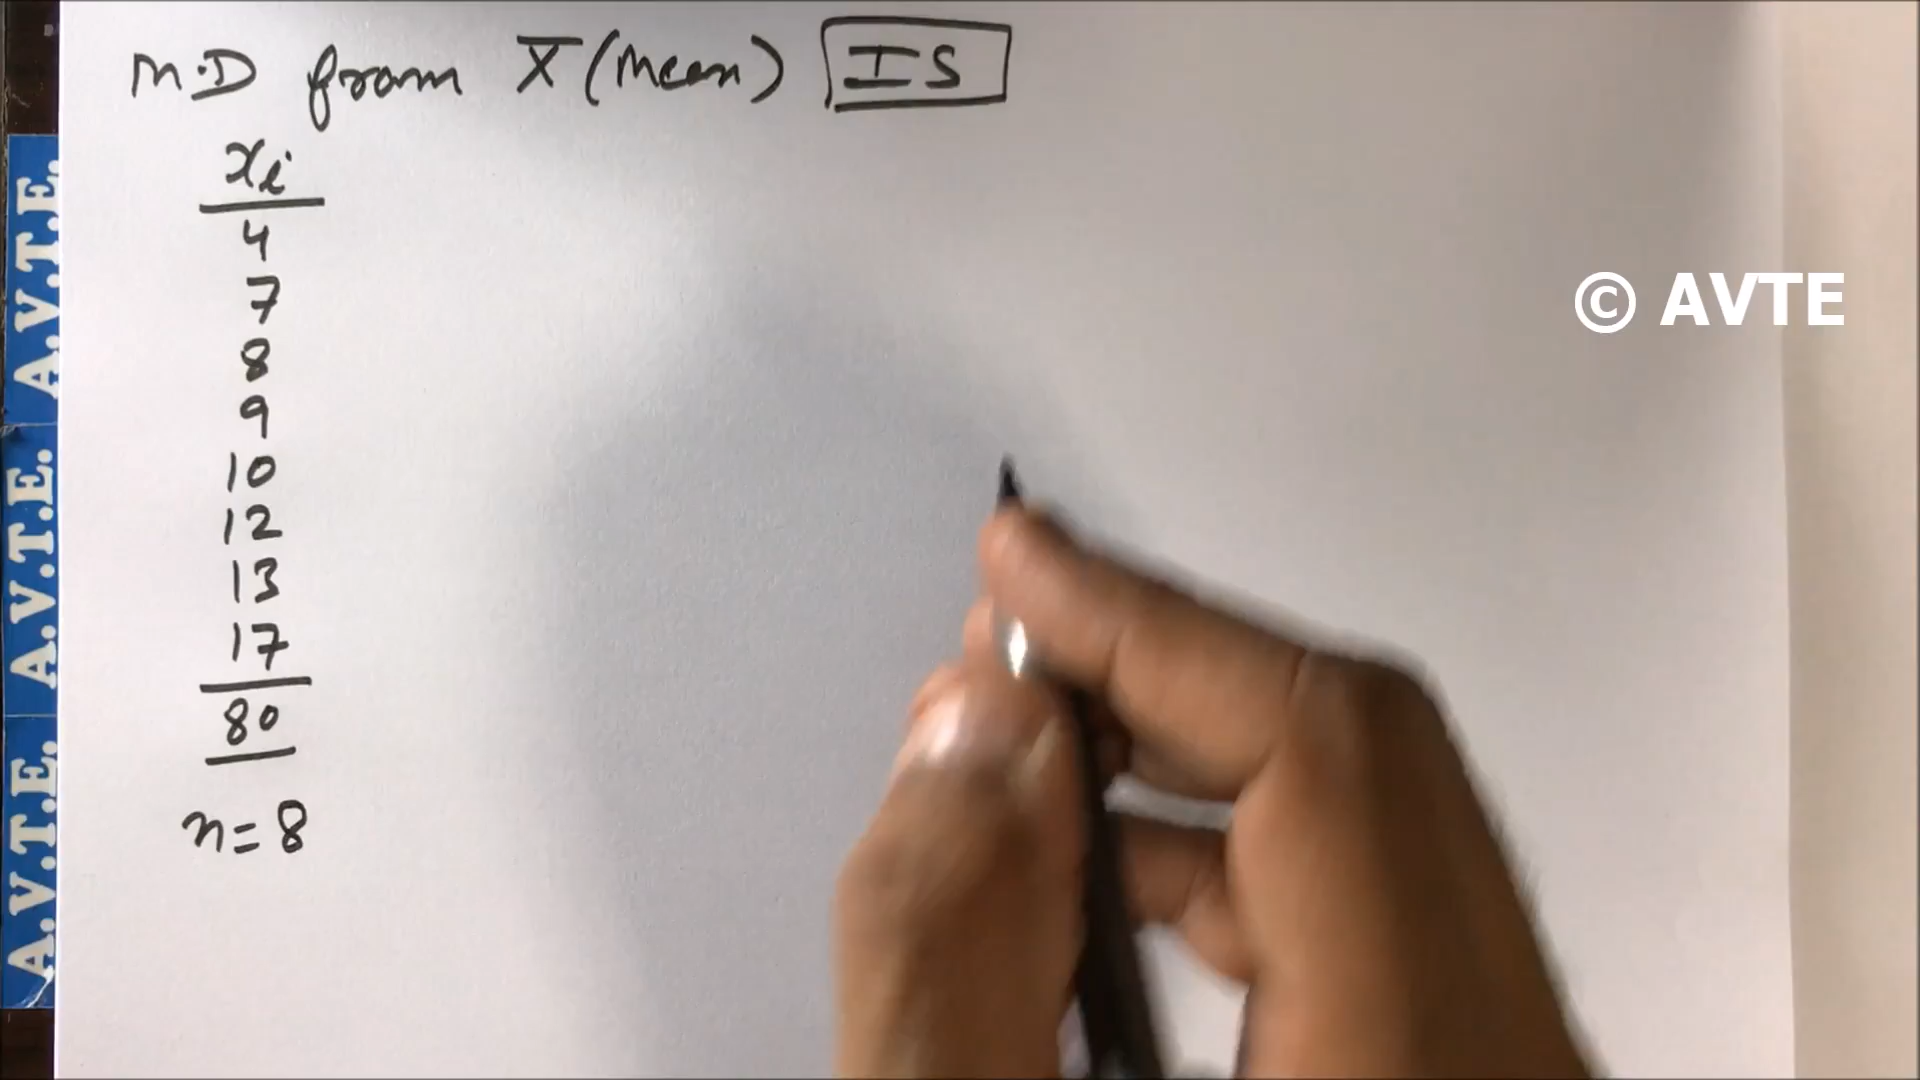 M.D from X̅ (Mean) IS
xi
4
7
8
9
10
12
13
17
80
n=8
© AVTE
A.V.T.E.
A.V.T.E.
A.V.T.E.